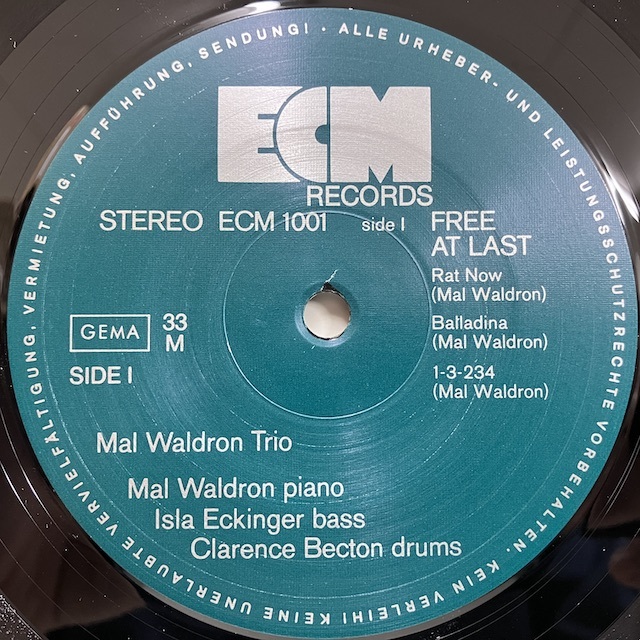 ECM
RECORDS
STEREO ECM 1001 side I
FREE
AT LAST
Rat Now
(Mal Waldron)
Balladina
(Mal Waldron)
1-3-234
(Mal Waldron)
GEMA
33
M
SIDE I
Mal Waldron Trio
Mal Waldron piano
Isla Eckinger bass
Clarence Becton drums
ALLE URHEBER- UND LEISTUNGSSCHUTZRECHTE VORBEHALTEN. KEIN VERLEIH! KEINE UNERLAUBTE VERVIELFÄLTIGUNG, VERMIETUNG, AUFFÜHRUNG, SENDUNG! ·